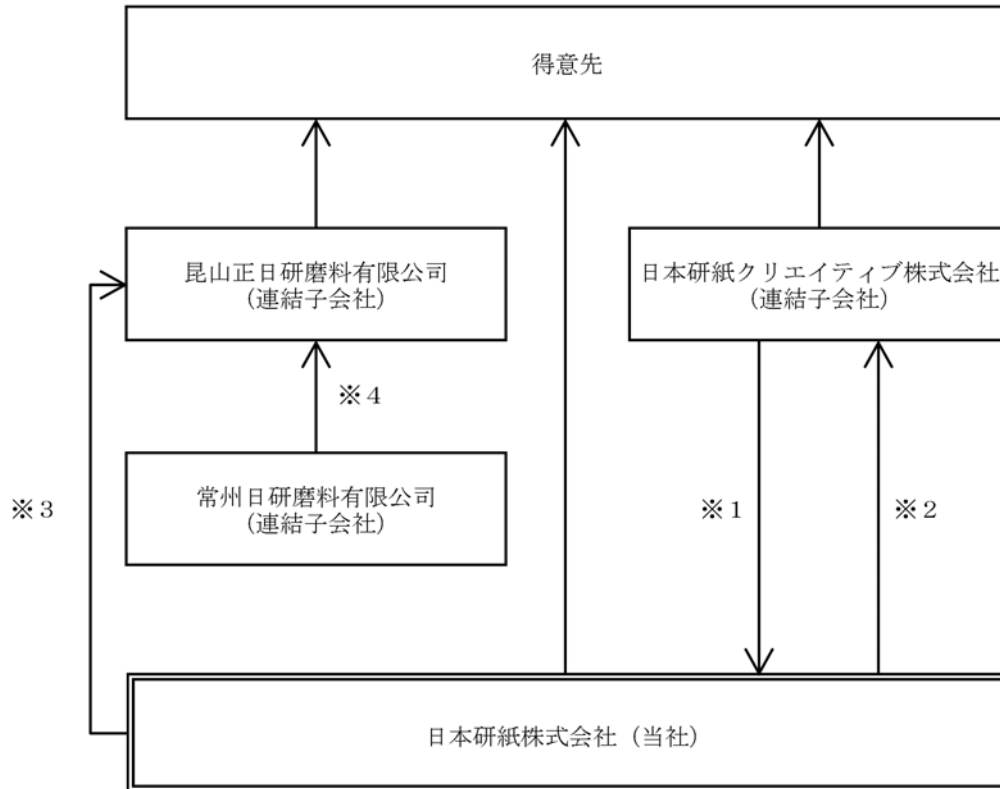 得意先
昆山正日研磨料有限公司
(連結子会社)
日本研紙クリエイティブ株式会社
(連結子会社)
※4
常州日研磨料有限公司
(連結子会社)
※3
※1
※2
日本研紙株式会社（当社）